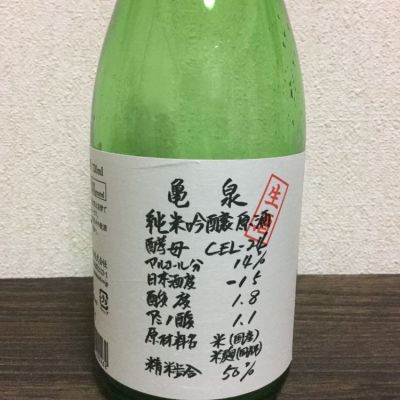 亀泉
生酒
純米吟醸原酒
酵母 CEL-24
アルコール分 14%
日本酒度 -15
酸度 1.8
アミノ酸 1.1
原材料名 米(国産)
米麹(国産米)
精米歩合 50%